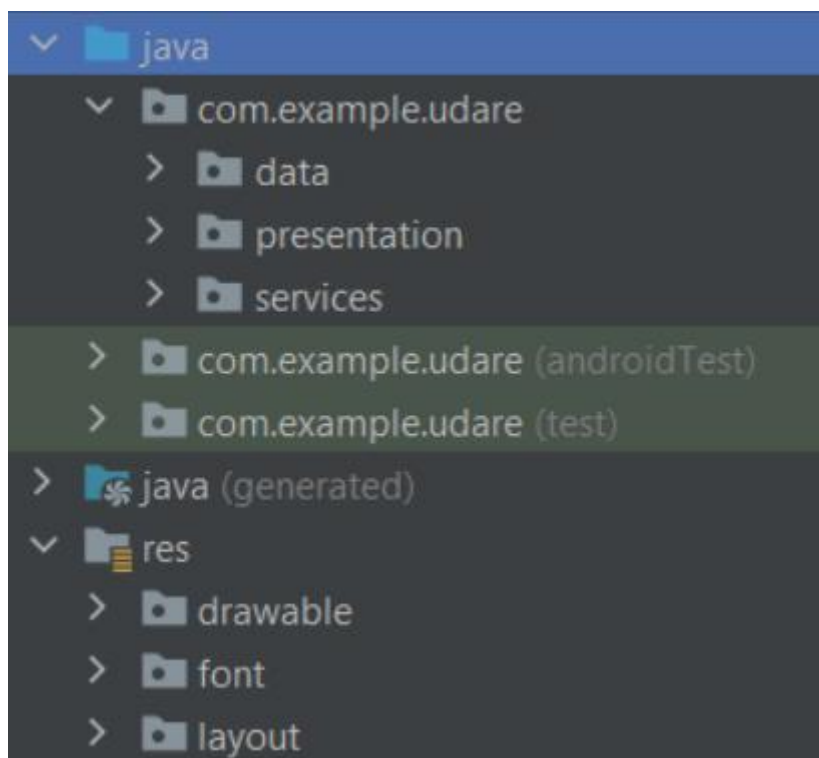 java
com.example.udare
data
presentation
services
com.example.udare (androidTest)
com.example.udare (test)
java (generated)
res
drawable
font
layout